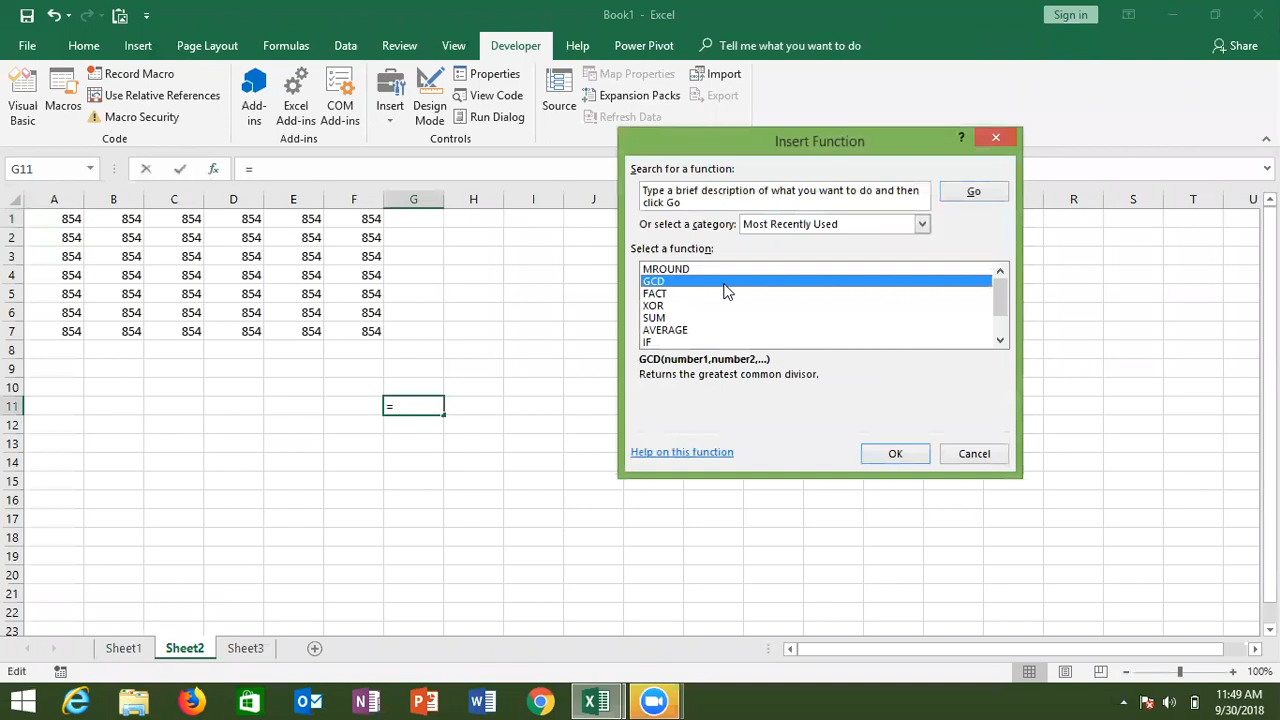 Book1 - Excel
Sign in
File
Home
Insert
Page Layout
Formulas
Data
Review
View
Developer
Help
Power Pivot
Tell me what you want to do
Share
Visual Basic
Macros
Record Macro
Use Relative References
Macro Security
Code
Add-ins
Excel Add-ins
COM Add-ins
Add-ins
Insert
Design Mode
Properties
View Code
Run Dialog
Controls
Source
Map Properties
Expansion Packs
Refresh Data
Import
Export
G11
fx
=
Insert Function
?
Search for a function:
Type a brief description of what you want to do and then
click Go
Go
Or select a category: Most Recently Used
Select a function:
MROUND
GCD
FACT
XOR
SUM
AVERAGE
IF
GCD(number1,number2,...)
Returns the greatest common divisor.
Help on this function
OK
Cancel
A B C D E F G H I J R S T U
1 854 854 854 854 854 854
2 854 854 854 854 854 854
3 854 854 854 854 854 854
4 854 854 854 854 854 854
5 854 854 854 854 854 854
6 854 854 854 854 854 854
7 854 854 854 854 854 854
8
9
10
11 =
12
13
14
15
16
17
18
19
20
21
22
23
Sheet1
Sheet2
Sheet3
Edit
100%
11:49 AM
9/30/2018